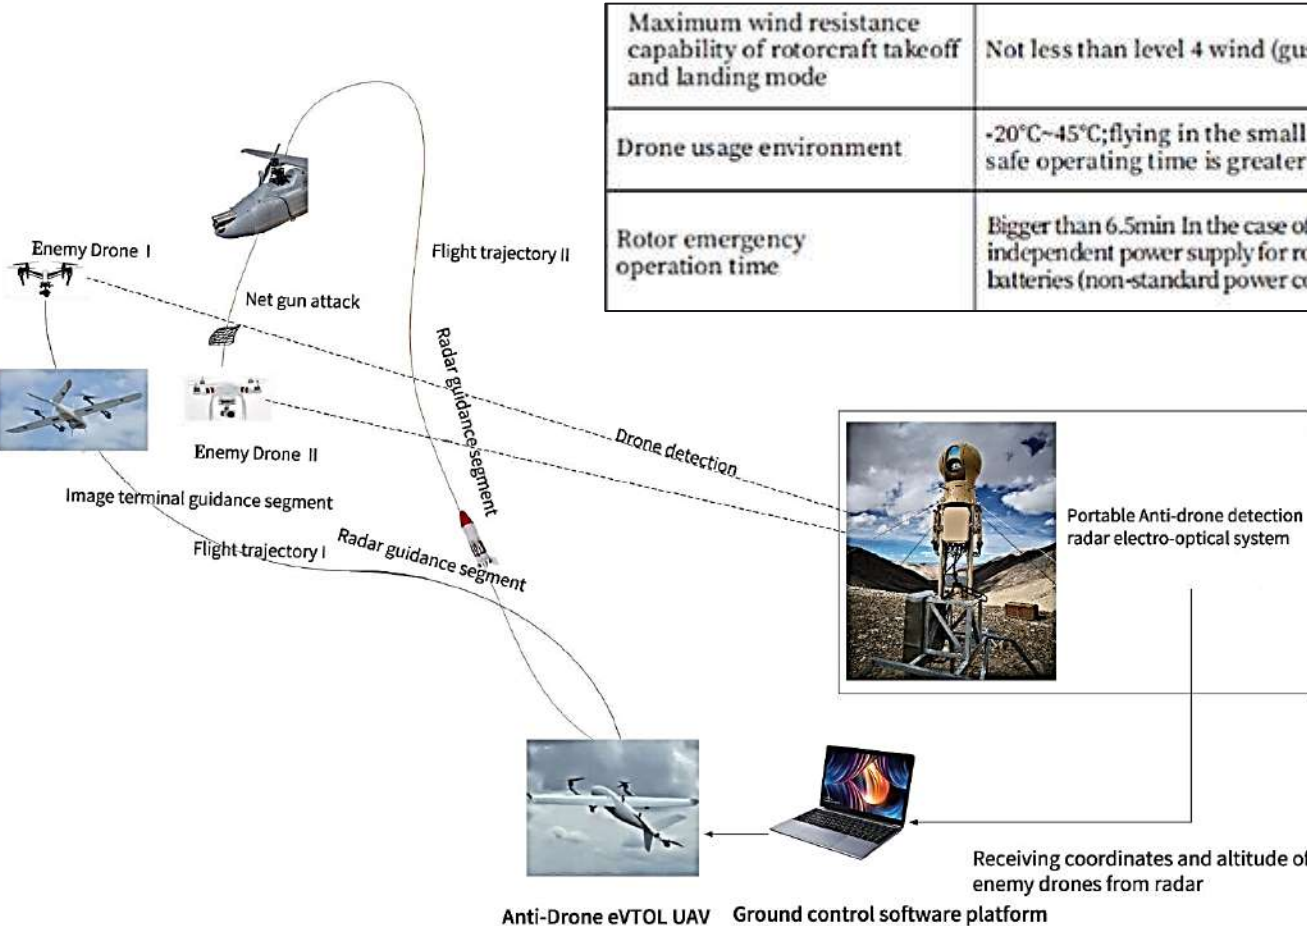 Maximum wind resistance
capability of rotorcraft takeoff
and landing mode
Not less than level 4 wind (gu
Drone usage environment
-20°C~45°C;flying in the small
safe operating time is greater
Rotor emergency
operation time
Bigger than 6.5min In the case of
independent power supply for ro
batteries (non-standard power co
Enemy Drone I
Flight trajectory II
Net gun attack
Radar guidance segment
Enemy Drone II
Drone detection
Image terminal guidance segment
Flight trajectory I
Radar guidance segment
Portable Anti-drone detection
radar electro-optical system
Receiving coordinates and altitude of
enemy drones from radar
Anti-Drone eVTOL UAV
Ground control software platform